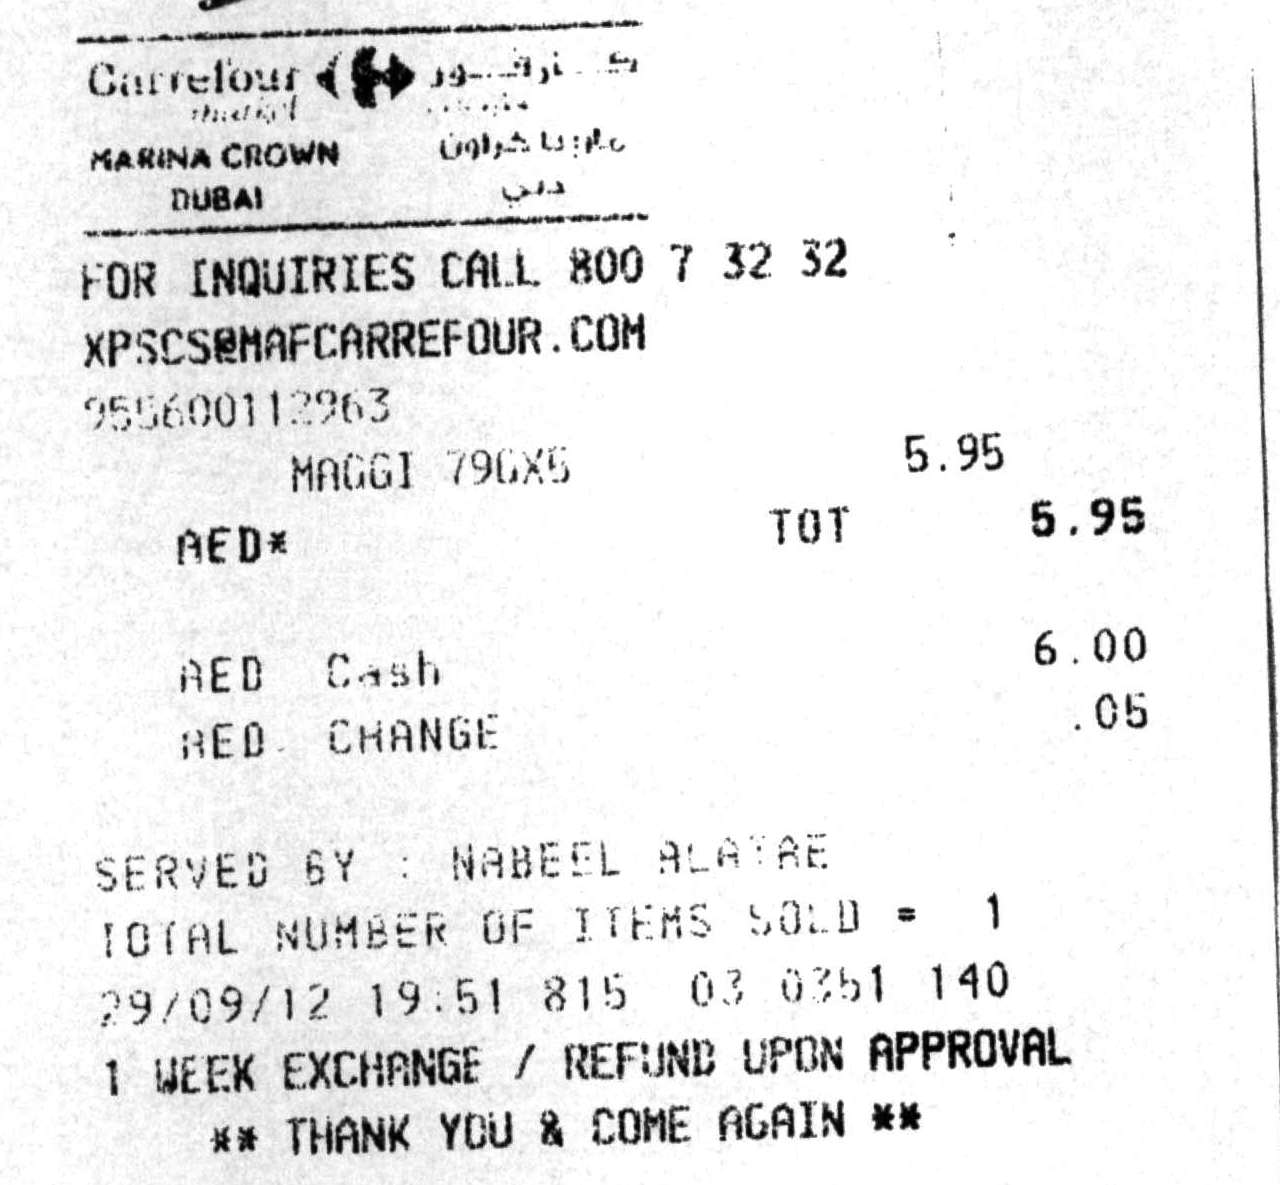 Carrefour كارفور
market ماركت
MARINA CROWN مارينا كراون
DUBAI دبي
FOR INQUIRIES CALL 800 7 32 32
XPSCS@MAFCARREFOUR.COM
955600112963
MAGGI 79GX5 5.95
AED* TOT 5.95
AED Cash 6.00
AED CHANGE .05
SERVED BY : NABEEL ALATAE
TOTAL NUMBER OF ITEMS SOLD = 1
29/09/12 19:51 815 03 0351 140
1 WEEK EXCHANGE / REFUND UPON APPROVAL
** THANK YOU & COME AGAIN **